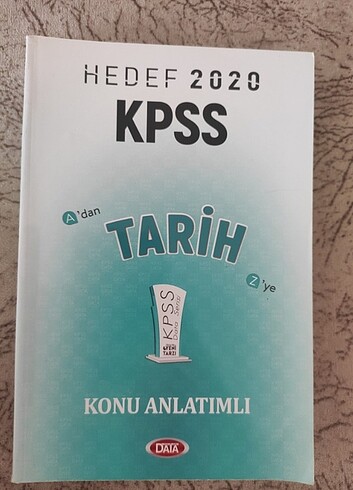 HEDEF 2020
KPSS
A'dan
TARİH
Z'ye
KPSS
KONU ANLATIMLI
DATA